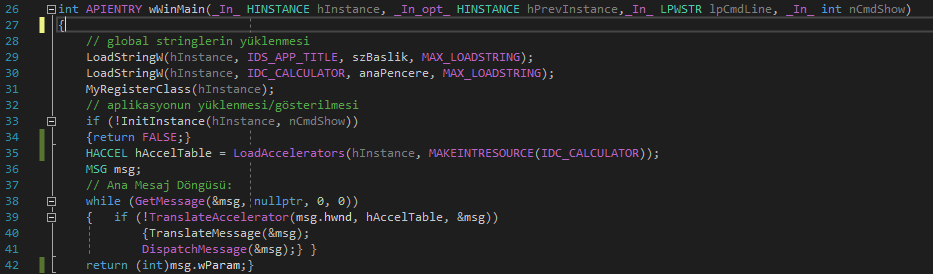 26 int APIENTRY wWinMain(_In_ HINSTANCE hInstance, _In_opt_ HINSTANCE hPrevInstance,_In_ LPWSTR lpCmdLine, _In_ int nCmdShow)
27 {
28 // global stringlerin yüklenmesi
29 LoadStringW(hInstance, IDS_APP_TITLE, szBaslik, MAX_LOADSTRING);
30 LoadStringW(hInstance, IDC_CALCULATOR, anaPencere, MAX_LOADSTRING);
31 MyRegisterClass(hInstance);
32 // aplikasyonun yüklenmesi/gösterilmesi
33 if (!InitInstance(hInstance, nCmdShow))
34 {return FALSE;}
35 HACCEL hAccelTable = LoadAccelerators(hInstance, MAKEINTRESOURCE(IDC_CALCULATOR));
36 MSG msg;
37 // Ana Mesaj Döngüsü:
38 while (GetMessage(&msg, nullptr, 0, 0))
39 { if (!TranslateAccelerator(msg.hwnd, hAccelTable, &msg))
40 {TranslateMessage(&msg);
41 DispatchMessage(&msg);} }
42 return (int)msg.wParam;}